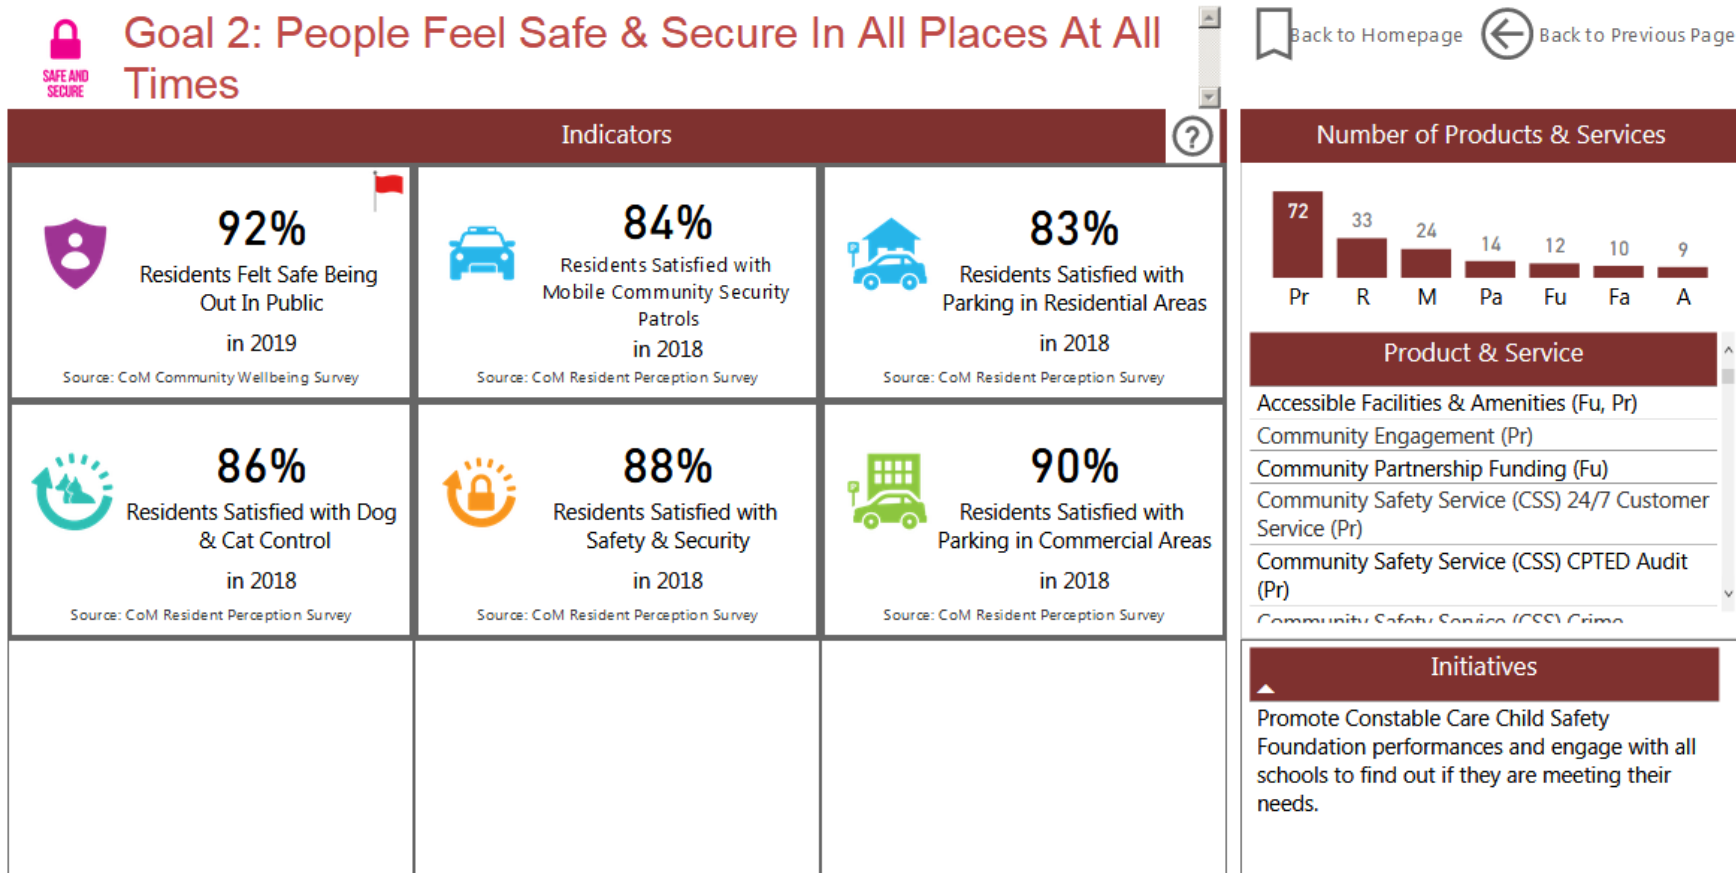 SAFE AND
SECURE
Goal 2: People Feel Safe & Secure In All Places At All
Times
Back to Homepage
Back to Previous Page
Indicators
?
92%
Residents Felt Safe Being
Out In Public
in 2019
Source: CoM Community Wellbeing Survey
84%
Residents Satisfied with
Mobile Community Security
Patrols
in 2018
Source: CoM Resident Perception Survey
P
83%
Residents Satisfied with
Parking in Residential Areas
in 2018
Source: CoM Resident Perception Survey
86%
Residents Satisfied with Dog
& Cat Control
in 2018
Source: CoM Resident Perception Survey
88%
Residents Satisfied with
Safety & Security
in 2018
Source: CoM Resident Perception Survey
P
90%
Residents Satisfied with
Parking in Commercial Areas
in 2018
Source: CoM Resident Perception Survey
Number of Products & Services
72 33 24 14 12 10 9
Pr R M Pa Fu Fa A
Product & Service
Accessible Facilities & Amenities (Fu, Pr)
Community Engagement (Pr)
Community Partnership Funding (Fu)
Community Safety Service (CSS) 24/7 Customer
Service (Pr)
Community Safety Service (CSS) CPTED Audit
(Pr)
Community Safety Service (CSS) Crime
Initiatives
Promote Constable Care Child Safety
Foundation performances and engage with all
schools to find out if they are meeting their
needs.